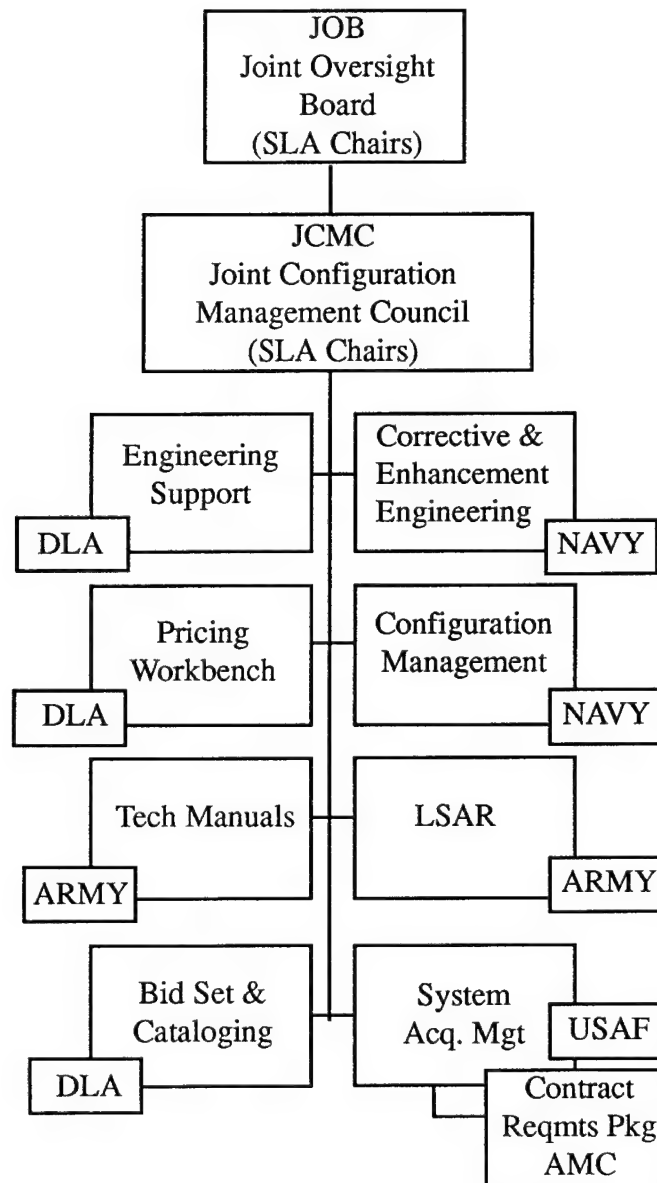 JOB
Joint Oversight
Board
(SLA Chairs)
JCMC
Joint Configuration
Management Council
(SLA Chairs)
Engineering
Support
DLA
Corrective &
Enhancement
Engineering
NAVY
Pricing
Workbench
DLA
Configuration
Management
NAVY
Tech Manuals
ARMY
LSAR
ARMY
Bid Set &
Cataloging
DLA
System
Acq. Mgt
USAF
Contract
Reqmts Pkg
AMC